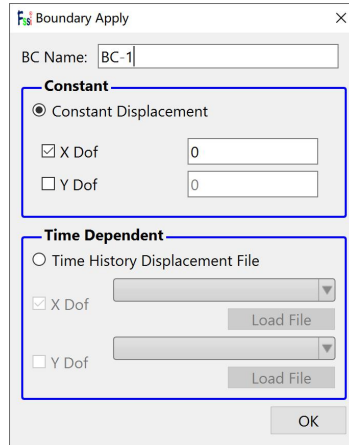 Fssi Boundary Apply
BC Name: BC-1
Constant
Constant Displacement
X Dof 0
Y Dof 0
Time Dependent
Time History Displacement File
X Dof
Load File
Y Dof
Load File
OK